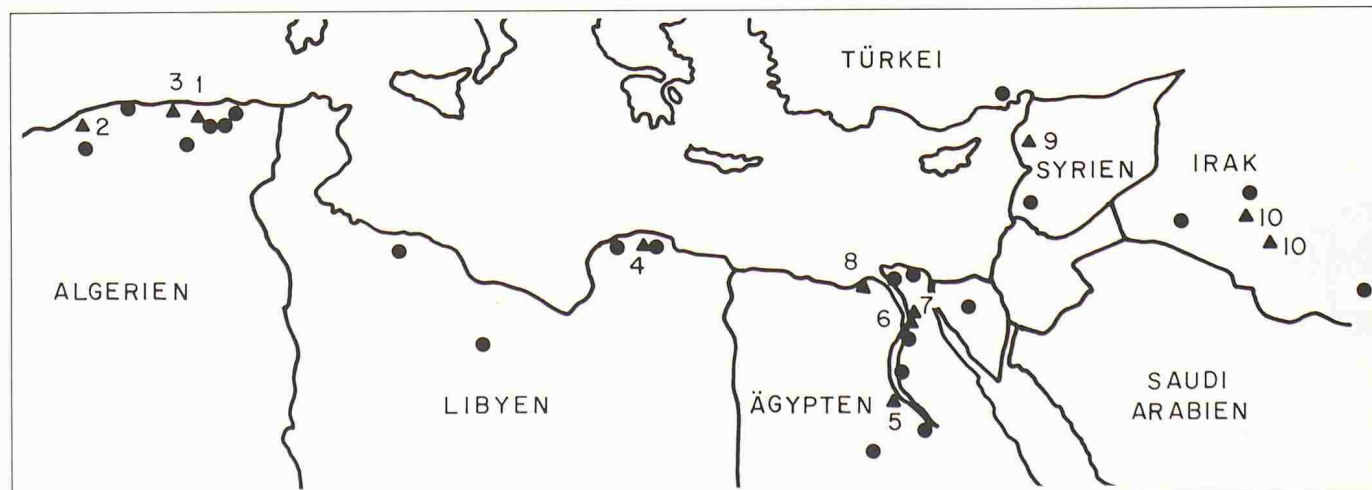 TÜRKEI
3 1
2
9
SYRIEN
IRAK
10
10
4
8
7
6
ALGERIEN
LIBYEN
ÄGYPTEN
5
SAUDI
ARABIEN